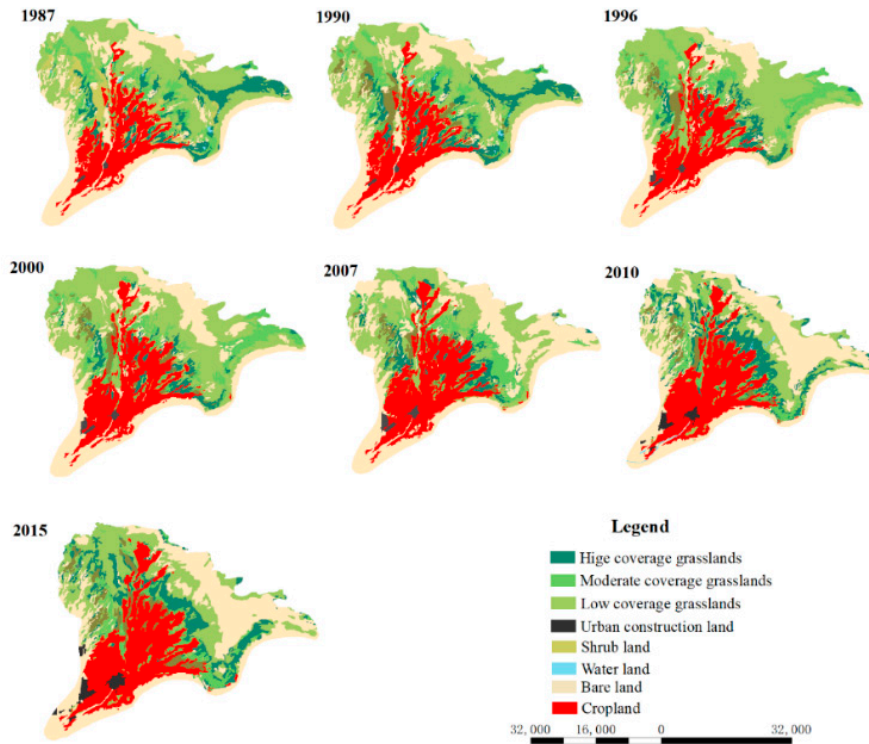 1987
1990
1996
2000
2007
2010
2015
Legend
Hige coverage grasslands
Moderate coverage grasslands
Low coverage grasslands
Urban construction land
Shrub land
Water land
Bare land
Cropland
32, 000 16, 000 0 32, 000